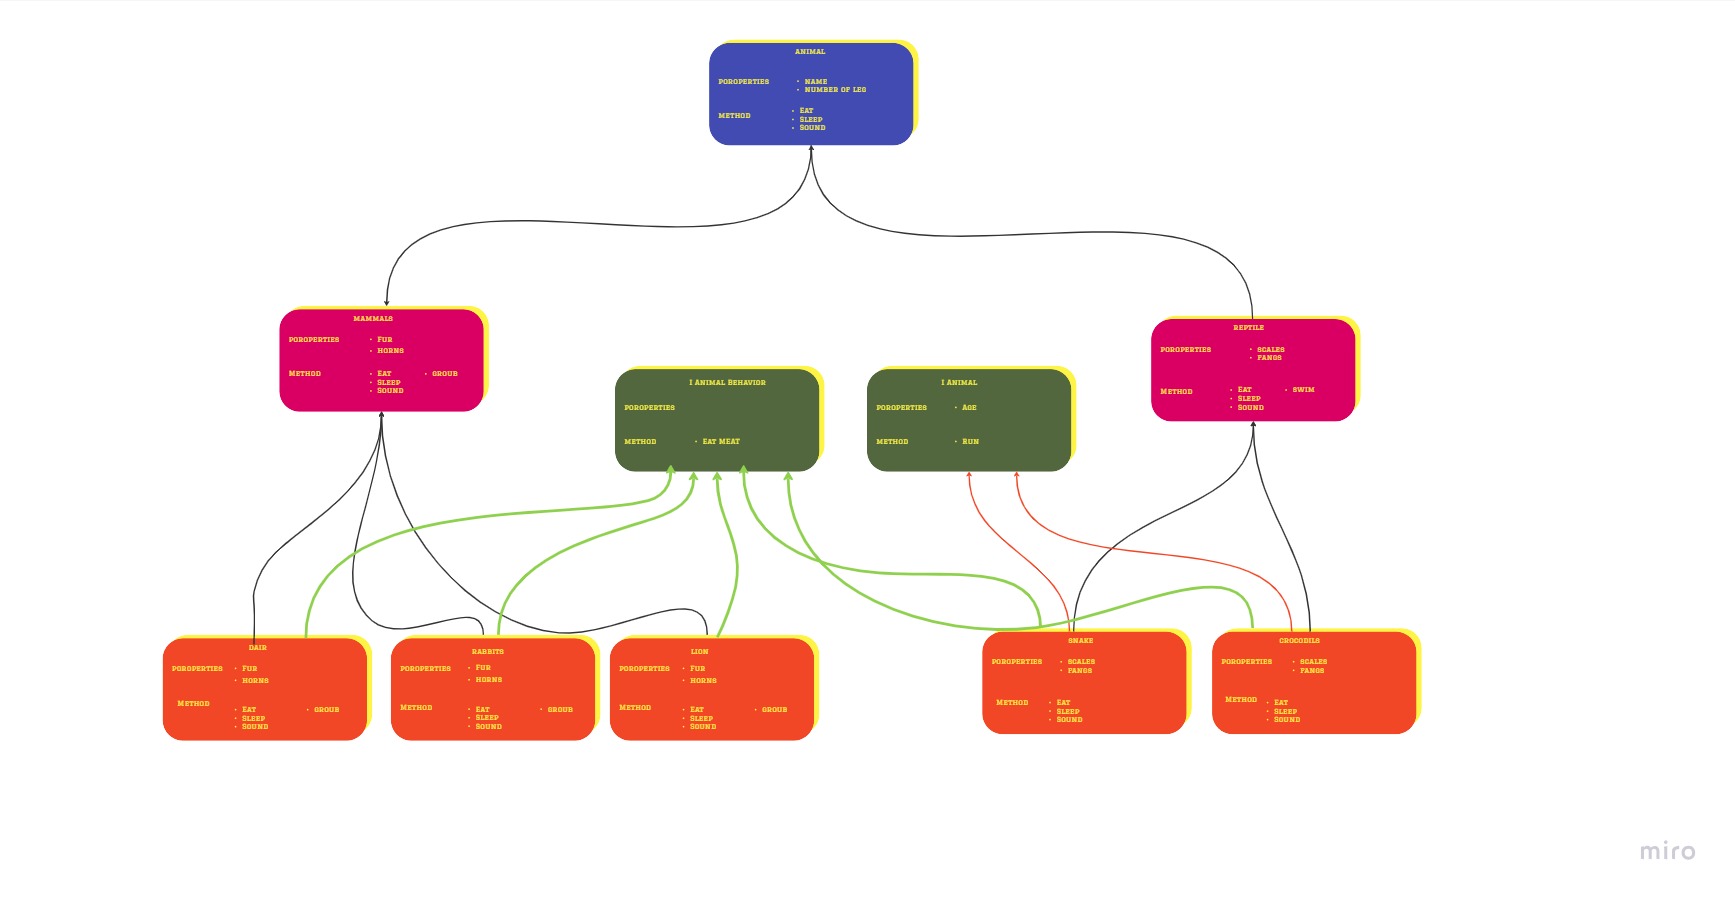 ANIMAL
POROPERTIES
• NAME
• NUMBER OF LEG
METHOD
• EAT
• SLEEP
• SOUND
MAMMALS
POROPERTIES
• FUR
• HORNS
METHOD
• EAT • GROUB
• SLEEP
• SOUND
I ANIMAL BEHAVIOR
POROPERTIES
METHOD • EAT MEAT
I ANIMAL
POROPERTIES • AGE
METHOD • RUN
REPTILE
POROPERTIES • SCALES
• FANGS
METHOD • EAT • SWIM
• SLEEP
• SOUND
DAIR
POROPERTIES • FUR
• HORNS
METHOD
• EAT • GROUB
• SLEEP
• SOUND
RABBITS
POROPERTIES • FUR
• HORNS
METHOD • EAT • GROUB
• SLEEP
• SOUND
LION
POROPERTIES • FUR
• HORNS
METHOD • EAT • GROUB
• SLEEP
• SOUND
SNAKE
POROPERTIES • SCALES
• FANGS
METHOD • EAT
• SLEEP
• SOUND
CROCODILS
POROPERTIES • SCALES
• FANGS
METHOD • EAT
• SLEEP
• SOUND
miro